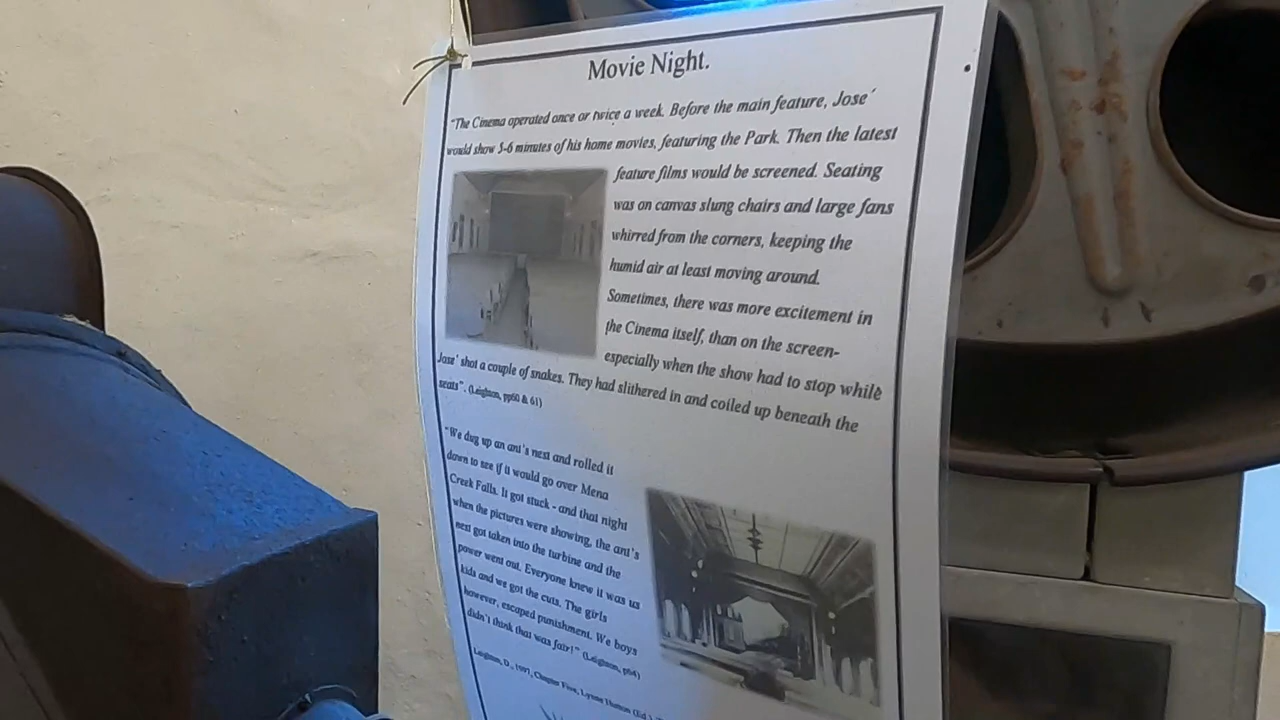 Movie Night.
"The Cinema operated once or twice a week. Before the main feature, Jose´
would show 5-6 minutes of his home movies, featuring the Park. Then the latest
feature films would be screened. Seating
was on canvas slung chairs and large fans
whirred from the corners, keeping the
humid air at least moving around.
Sometimes, there was more excitement in
the Cinema itself, than on the screen-
especially when the show had to stop while
Jose´ shot a couple of snakes. They had slithered in and coiled up beneath the
seats". (Leighton, pp60 & 61)
"We dug up an ant's nest and rolled it
down to see if it would go over Mena
Creek Falls. It got stuck - and that night
when the pictures were showing, the ant's
nest got taken into the turbine and the
power went out. Everyone knew it was us
kids and we got the cuts. The girls
however, escaped punishment. We boys
didn't think that was fair!" (Leighton, pp64)
Leighton, D., 1997, Chapter Five, Lynne Hutton (Ed.)